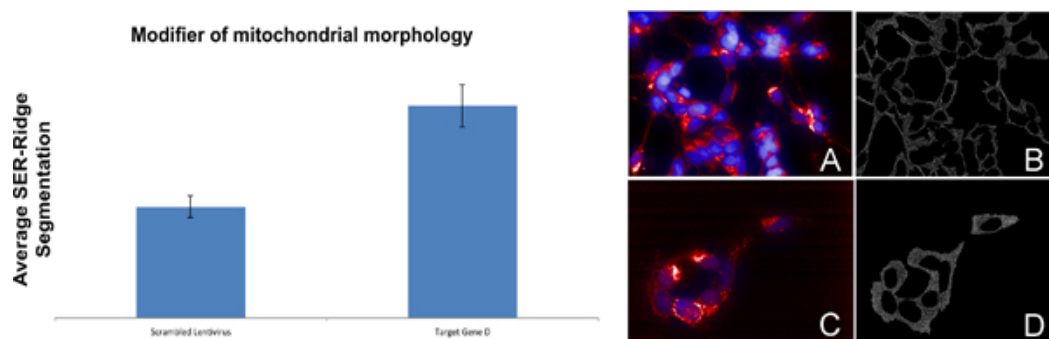 Modifier of mitochondrial morphology
Average SER-Ridge
Segmentation
Scrambled Lentivirus
Target Gene D
A
B
C
D